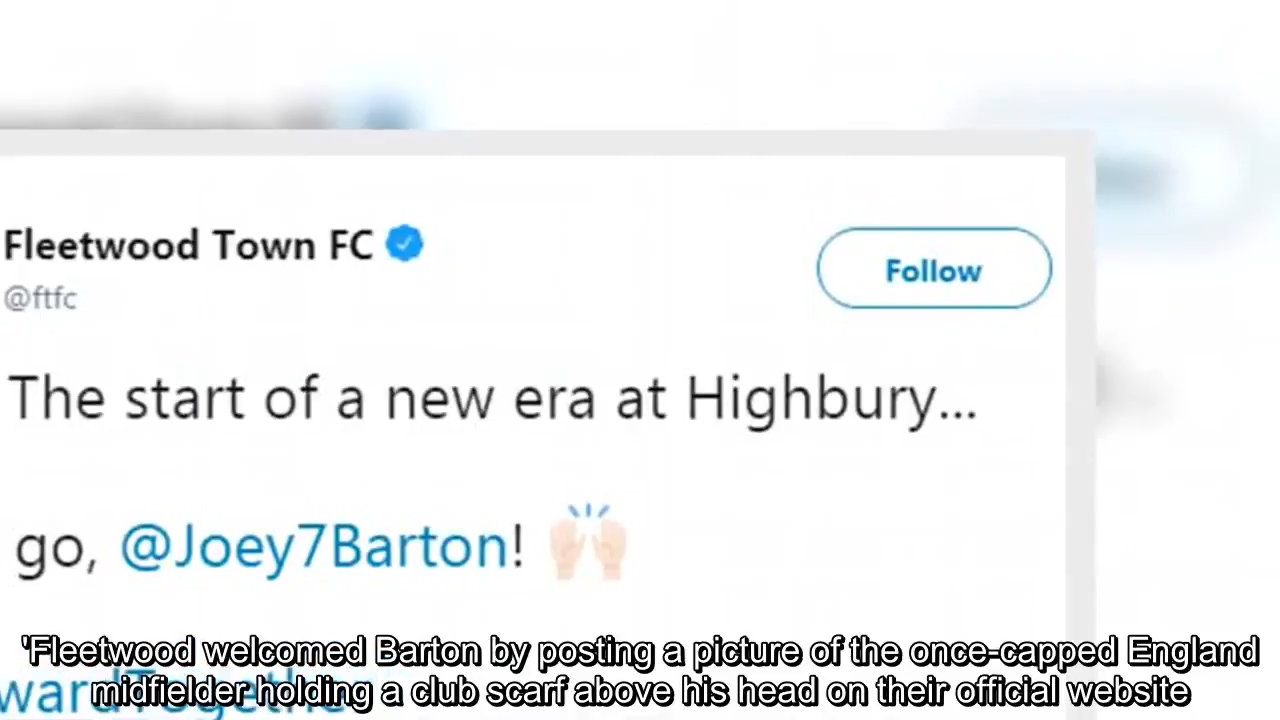 Fleetwood Town FC
@ftfc
Follow
The start of a new era at Highbury...
go, @Joey7Barton! 🙌🏻
'Fleetwood welcomed Barton by posting a picture of the once-capped England
midfielder holding a club scarf above his head on their official website